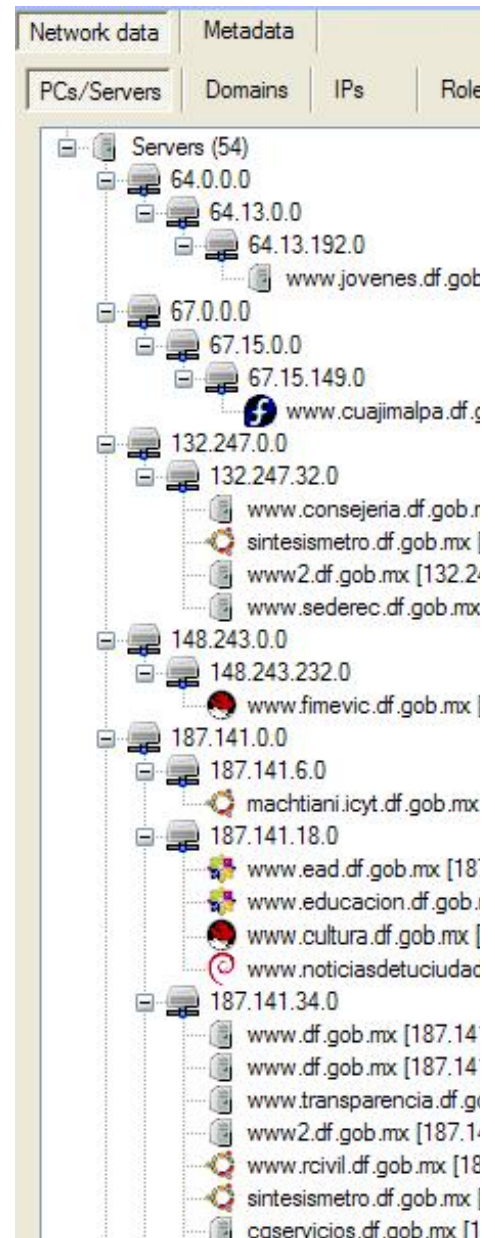 Network data Metadata
PCs/Servers Domains IPs Role
Servers (54)
64.0.0.0
64.13.0.0
64.13.192.0
www.jovenes.df.gob
67.0.0.0
67.15.0.0
67.15.149.0
www.cuajimalpa.df.g
132.247.0.0
132.247.32.0
www.consejeria.df.gob.m
sintesismetro.df.gob.mx [
www2.df.gob.mx [132.24
www.sederec.df.gob.mx
148.243.0.0
148.243.232.0
www.fimevic.df.gob.mx [
187.141.0.0
187.141.6.0
machtiani.icyt.df.gob.mx
187.141.18.0
www.ead.df.gob.mx [187
www.educacion.df.gob.m
www.cultura.df.gob.mx [
www.noticiasdetuciudad
187.141.34.0
www.df.gob.mx [187.141
www.df.gob.mx [187.141
www.transparencia.df.go
www2.df.gob.mx [187.14
www.rcivil.df.gob.mx [18
sintesismetro.df.gob.mx [
cgservicios.df.gob.mx [1